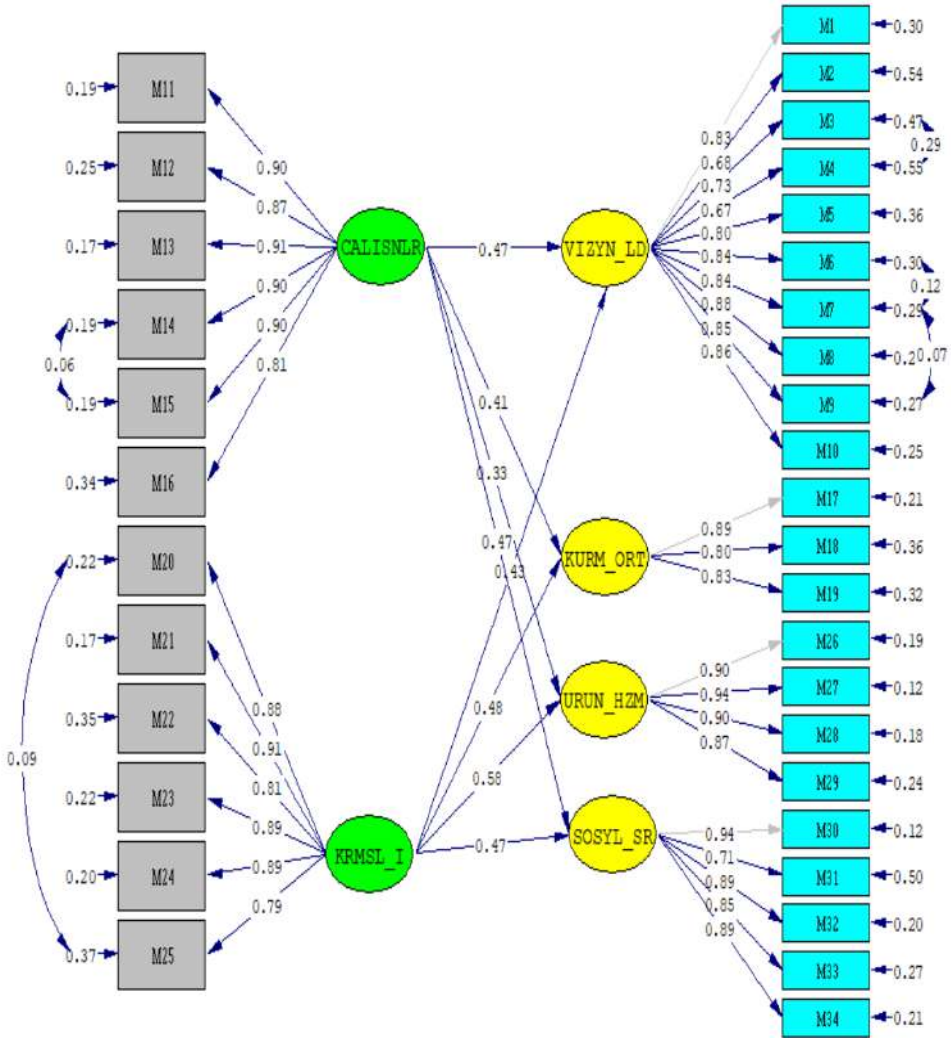 0.19 M11
0.25 M12
0.17 M13
0.19 M14
0.06
0.19 M15
0.34 M16
0.22 M20
0.17 M21
0.35 M22
0.09
0.22 M23
0.20 M24
0.37 M25
0.90
0.87
0.91
0.90
0.90
0.81
0.88
0.91
0.81
0.89
0.89
0.79
CALISNLR
KRMSL_I
0.47
0.41
0.33
0.47
0.43
0.48
0.58
0.47
VIZYN_LD
KURM_ORT
URUN_HZM
SOSYL_SR
0.83
0.68
0.73
0.67
0.80
0.84
0.84
0.88
0.85
0.86
0.89
0.80
0.83
0.90
0.94
0.90
0.87
0.94
0.71
0.89
0.85
0.89
M1 0.30
M2 0.54
M3 0.47
0.29
M4 0.55
M5 0.36
M6 0.30
0.12
M7 0.29
M8 0.2
0.07
M9 0.27
M10 0.25
M17 0.21
M18 0.36
M19 0.32
M26 0.19
M27 0.12
M28 0.18
M29 0.24
M30 0.12
M31 0.50
M32 0.20
M33 0.27
M34 0.21